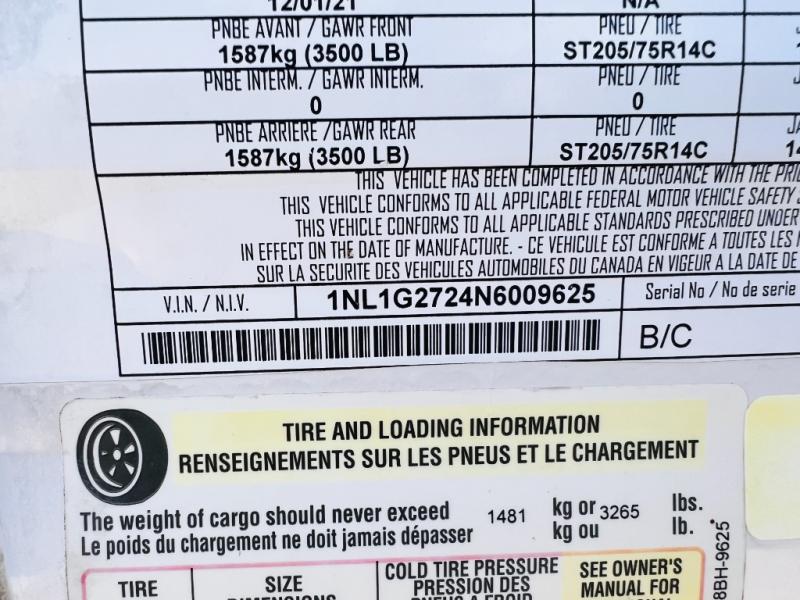 12/01/21 N/A
PNBE AVANT / GAWR FRONT PNEU / TIRE
1587kg (3500 LB) ST205/75R14C
PNBE INTERM. / GAWR INTERM. PNEU / TIRE
0 0
PNBE ARRIERE /GAWR REAR PNEU / TIRE
1587kg (3500 LB) ST205/75R14C 14
THIS VEHICLE HAS BEEN COMPLETED IN ACCORDANCE WITH THE
THIS VEHICLE CONFORMS TO ALL APPLICABLE FEDERAL MOTOR VEHICLE SAFETY
THIS VEHICLE CONFORMS TO ALL APPLICABLE STANDARDS PRESCRIBED UNDER
IN EFFECT ON THE DATE OF MANUFACTURE. - CE VEHICULE EST CONFORME A TOUTES LES
SUR LA SECURITE DES VEHICULES AUTOMOBILES DU CANADA EN VIGEUR A LA DATE DE
V.I.N. / N.I.V. 1NL1G2724N6009625 Serial No / No de serie
B/C
TIRE AND LOADING INFORMATION
RENSEIGNEMENTS SUR LES PNEUS ET LE CHARGEMENT
The weight of cargo should never exceed 1481 kg or 3265 lbs.
Le poids du chargement ne doit jamais dépasser kg ou lb.
TIRE SIZE COLD TIRE PRESSURE SEE OWNER'S
DIMENSIONS PRESSION DES MANUAL FOR
PNEUS A FROID
8BH-9625